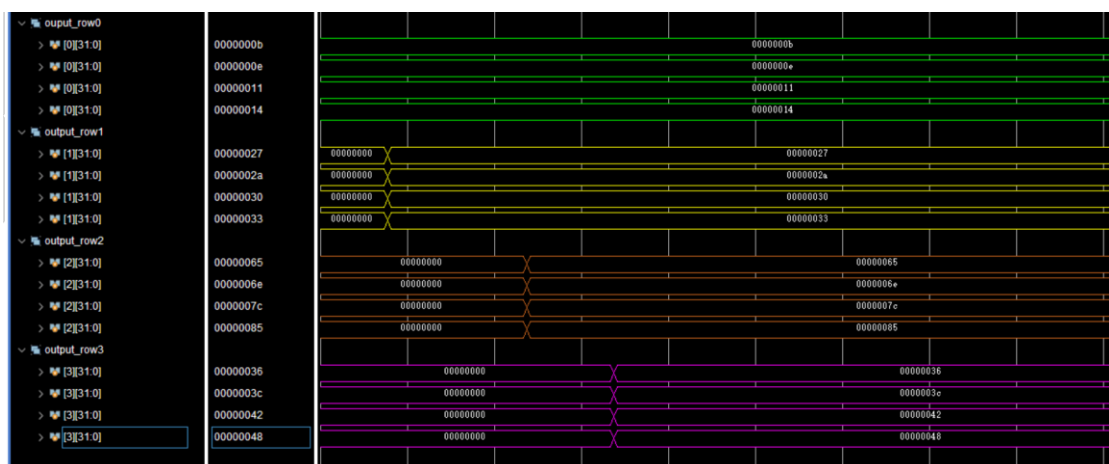 ouput_row0
[0][31:0] 0000000b 0000000b
[0][31:0] 0000000e 0000000e
[0][31:0] 00000011 00000011
[0][31:0] 00000014 00000014
output_row1
[1][31:0] 00000027 00000000 00000027
[1][31:0] 0000002a 00000000 0000002a
[1][31:0] 00000030 00000000 00000030
[1][31:0] 00000033 00000000 00000033
output_row2
[2][31:0] 00000065 00000000 00000065
[2][31:0] 0000006e 00000000 0000006e
[2][31:0] 0000007c 00000000 0000007c
[2][31:0] 00000085 00000000 00000085
output_row3
[3][31:0] 00000036 00000000 00000036
[3][31:0] 0000003c 00000000 0000003c
[3][31:0] 00000042 00000000 00000042
[3][31:0] 00000048 00000000 00000048